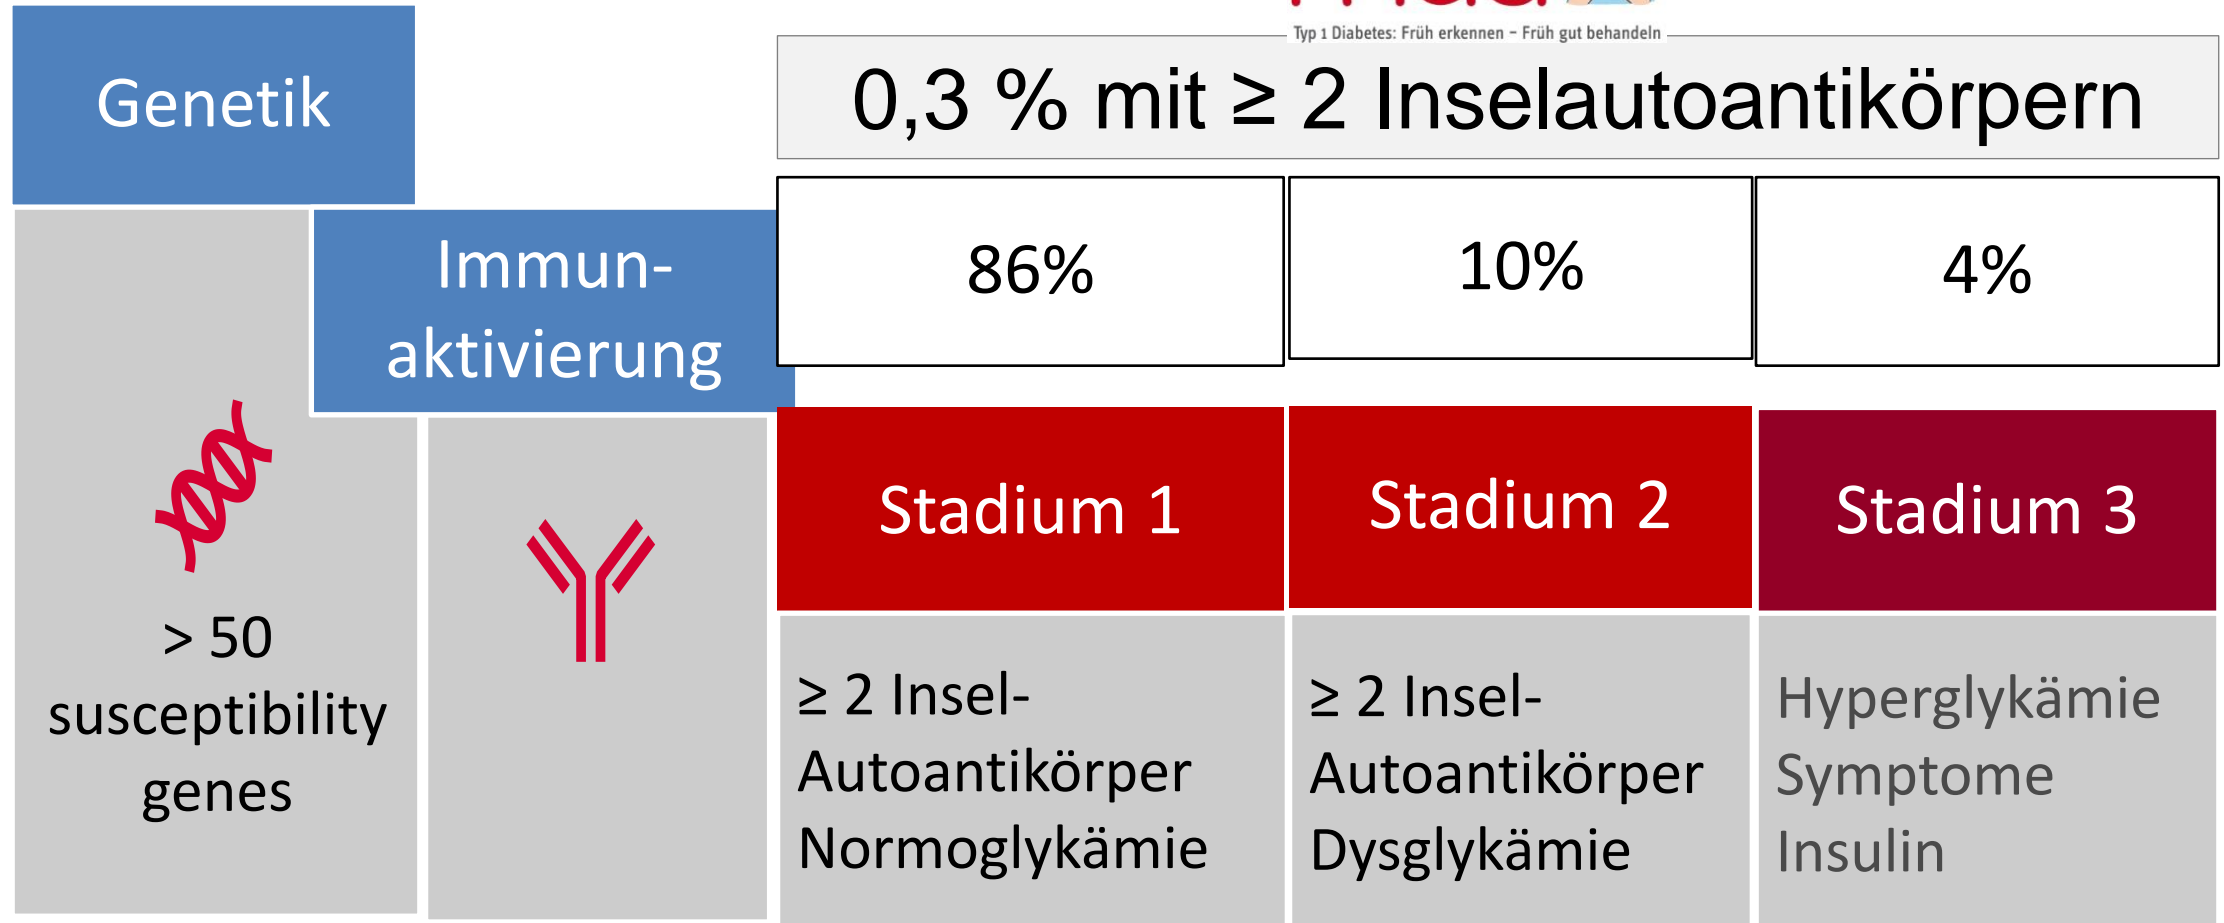 Typ 1 Diabetes: Früh erkennen – Früh gut behandeln
Genetik
0,3 % mit ≥ 2 Inselautoantikörpern
Immun-
aktivierung
86%
10%
4%
Stadium 1
Stadium 2
Stadium 3
> 50
susceptibility
genes
≥ 2 Insel-
Autoantikörper
Normoglykämie
≥ 2 Insel-
Autoantikörper
Dysglykämie
Hyperglykämie
Symptome
Insulin